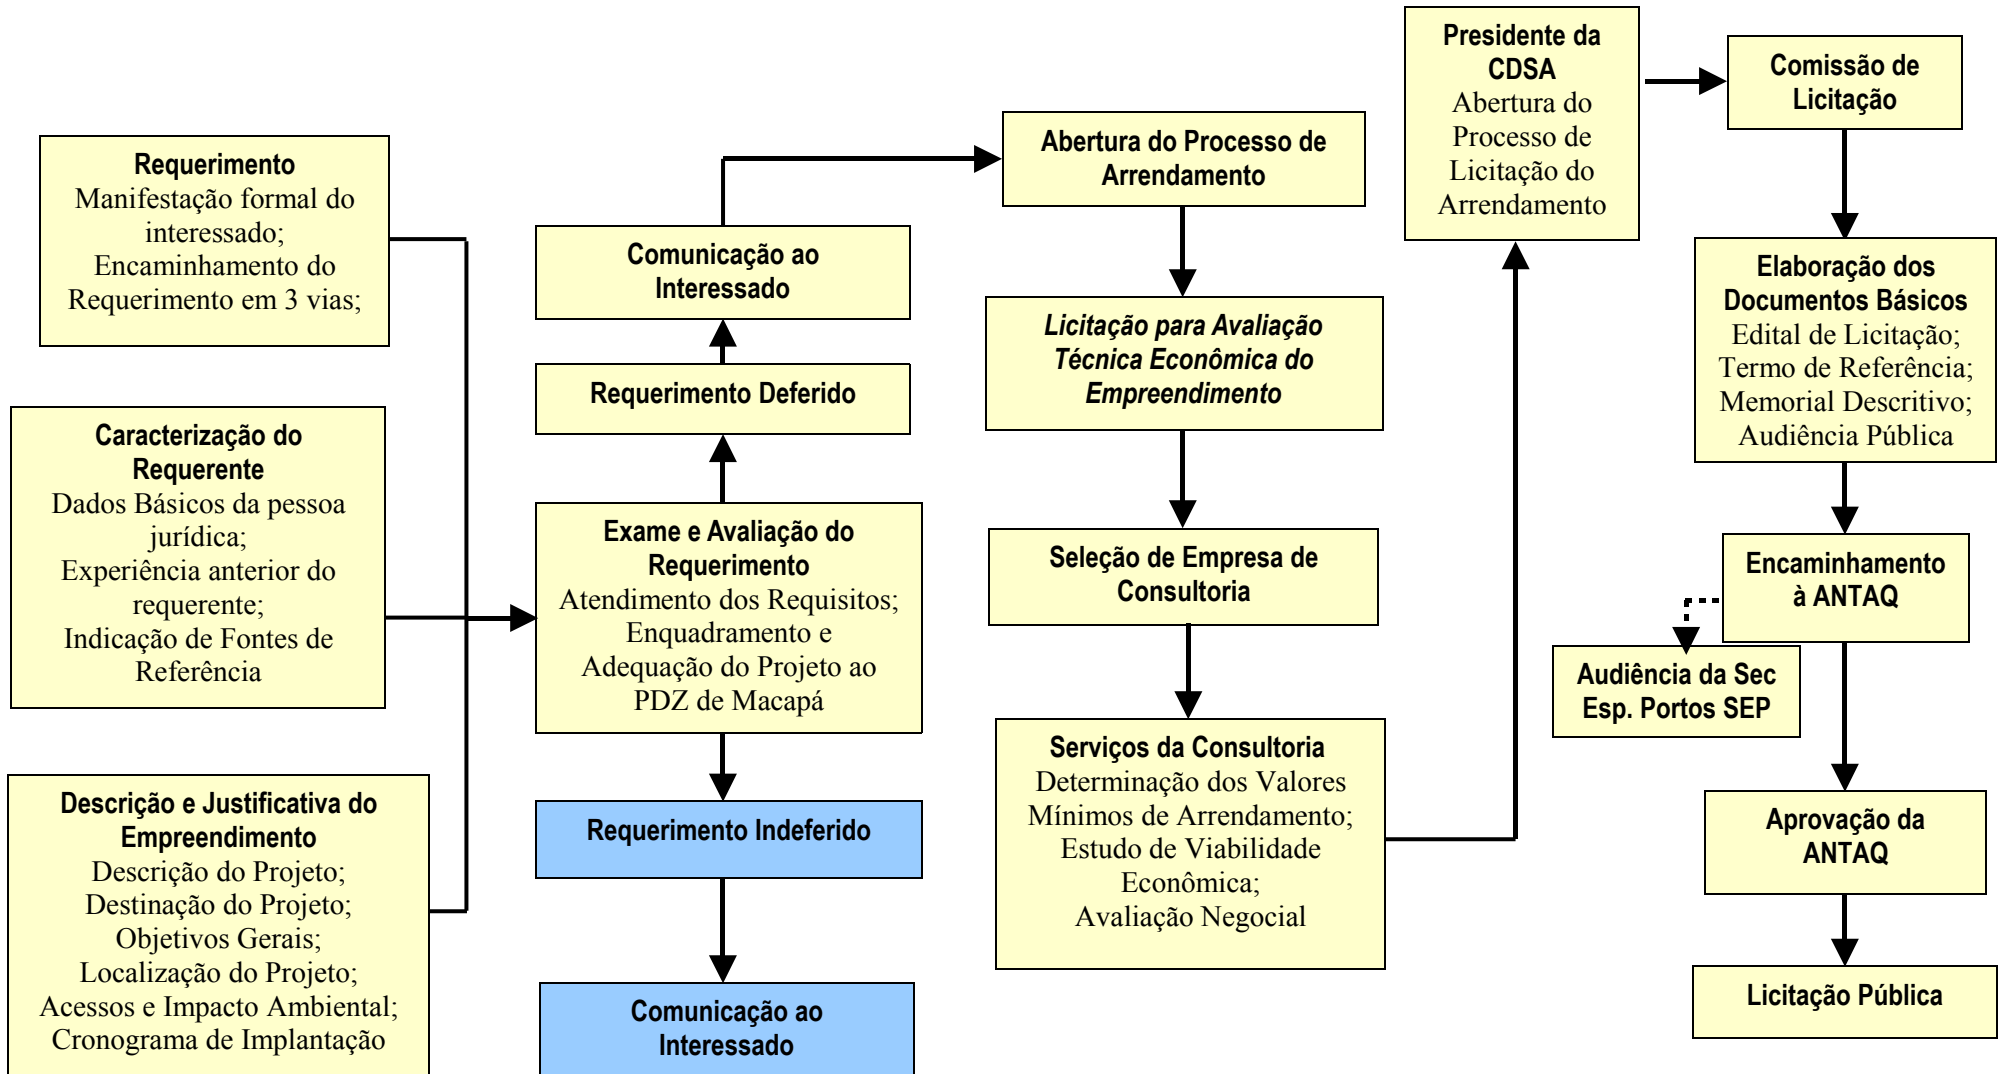 Requerimento
Manifestação formal do
interessado;
Encaminhamento do
Requerimento em 3 vias;
Caracterização do
Requerente
Dados Básicos da pessoa
jurídica;
Experiência anterior do
requerente;
Indicação de Fontes de
Referência
Descrição e Justificativa do
Empreendimento
Descrição do Projeto;
Destinação do Projeto;
Objetivos Gerais;
Localização do Projeto;
Acessos e Impacto Ambiental;
Cronograma de Implantação
Comunicação ao
Interessado
Requerimento Deferido
Exame e Avaliação do
Requerimento
Atendimento dos Requisitos;
Enquadramento e
Adequação do Projeto ao
PDZ de Macapá
Requerimento Indeferido
Comunicação ao
Interessado
Abertura do Processo de
Arrendamento
Licitação para Avaliação
Técnica Econômica do
Empreendimento
Seleção de Empresa de
Consultoria
Serviços da Consultoria
Determinação dos Valores
Mínimos de Arrendamento;
Estudo de Viabilidade
Econômica;
Avaliação Negocial
Presidente da
CDSA
Abertura do
Processo de
Licitação do
Arrendamento
Comissão de
Licitação
Elaboração dos
Documentos Básicos
Edital de Licitação;
Termo de Referência;
Memorial Descritivo;
Audiência Pública
Encaminhamento
à ANTAQ
Audiência da Sec
Esp. Portos SEP
Aprovação da
ANTAQ
Licitação Pública